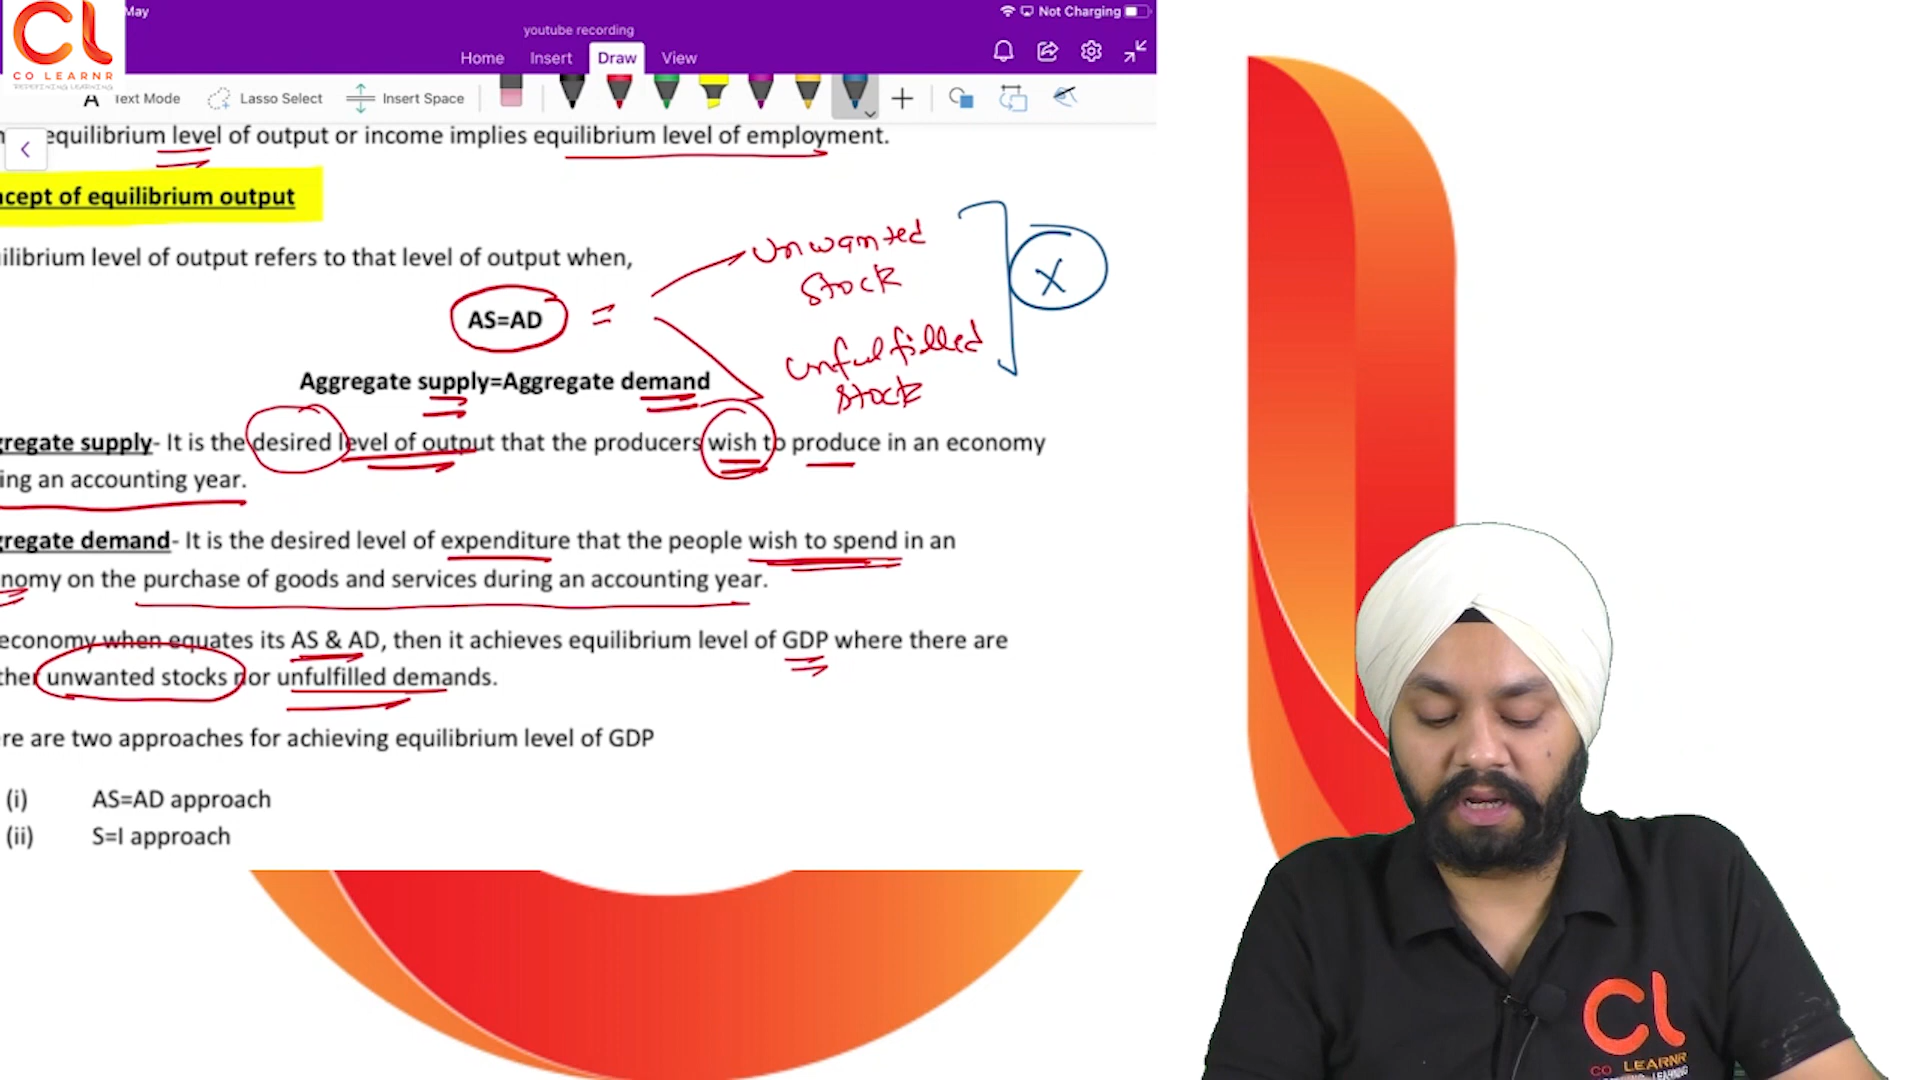 May
Not Charging
CO LEARNR
REDEFINING LEARNING
youtube recording
Home Insert Draw View
Text Mode Lasso Select Insert Space
equilibrium level of output or income implies equilibrium level of employment.
ncept of equilibrium output
ilibrium level of output refers to that level of output when,
Unwanted
Stock
X
AS=AD =
Unfulfilled
Stock
Aggregate supply=Aggregate demand
gregate supply- It is the desired level of output that the producers wish to produce in an economy
ing an accounting year.
gregate demand- It is the desired level of expenditure that the people wish to spend in an
nomy on the purchase of goods and services during an accounting year.
economy when equates its AS & AD, then it achieves equilibrium level of GDP where there are
ther unwanted stocks nor unfulfilled demands.
re are two approaches for achieving equilibrium level of GDP
(i) AS=AD approach
(ii) S=I approach
CO LEARNR